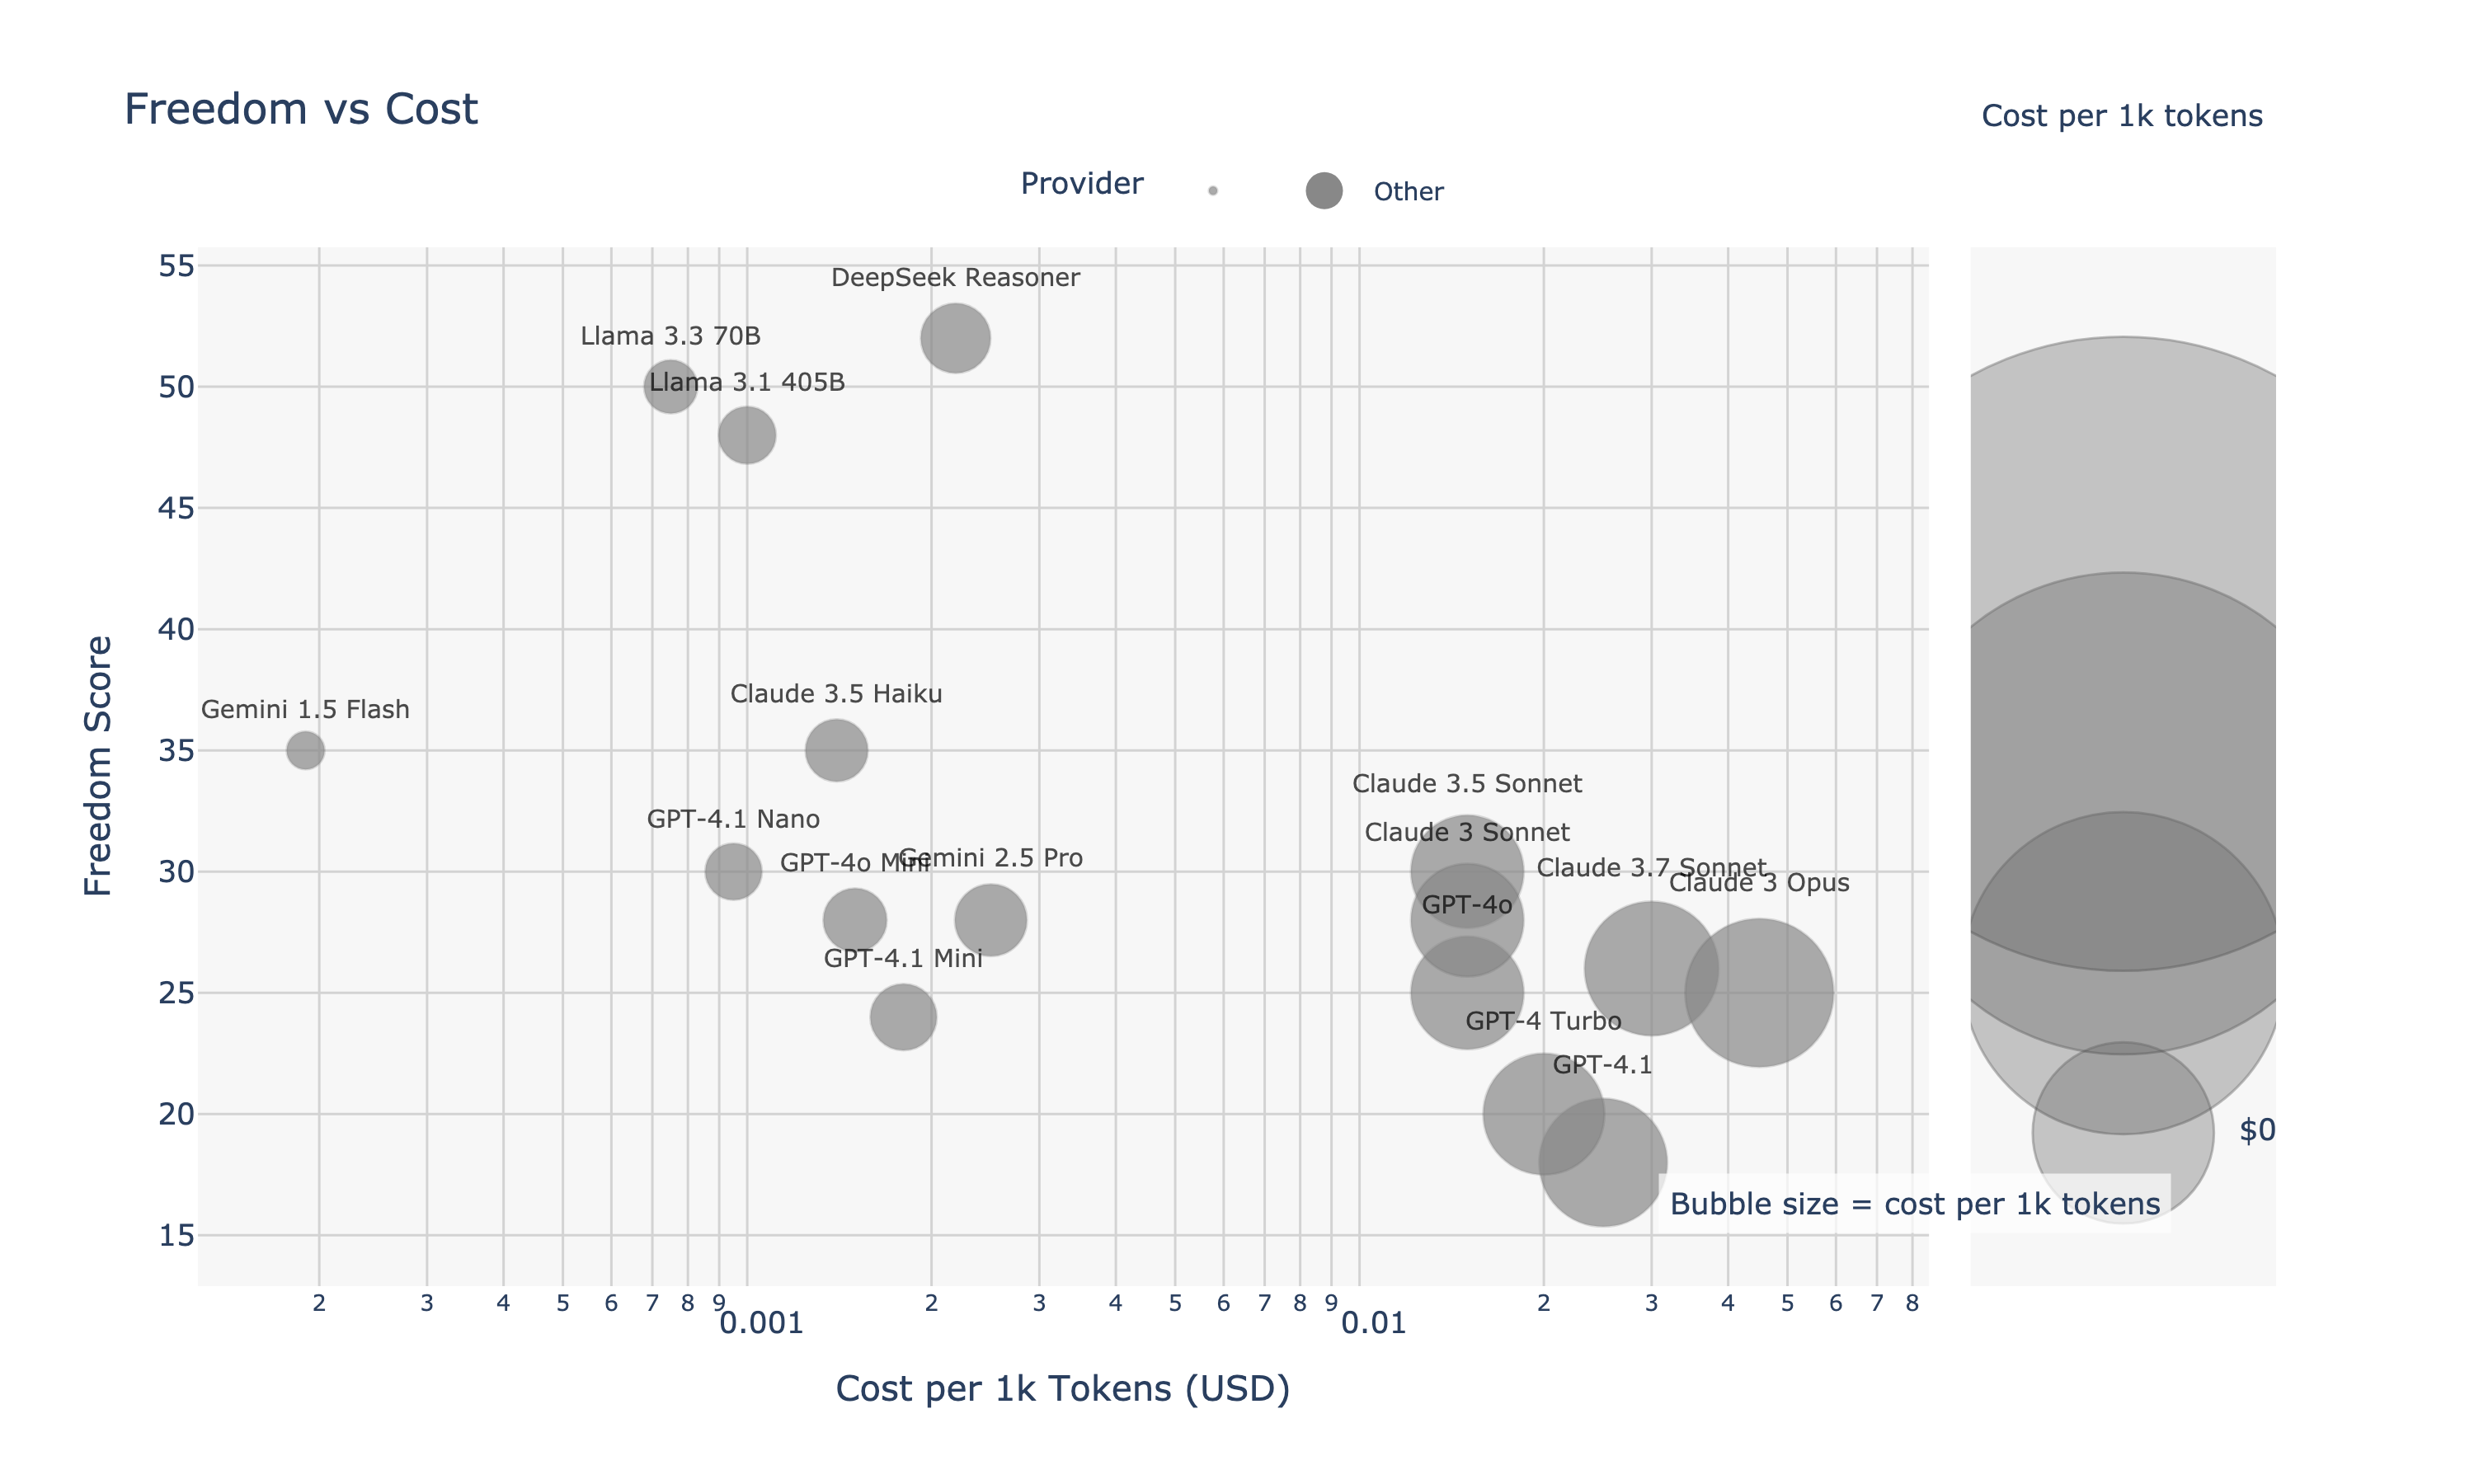 Freedom vs Cost
Cost per 1k tokens
Provider
Other
55
50
45
40
35
30
25
20
15
Freedom Score
DeepSeek Reasoner
Llama 3.3 70B
Llama 3.1 405B
Claude 3.5 Haiku
Gemini 1.5 Flash
Claude 3.5 Sonnet
GPT-4.1 Nano
Claude 3 Sonnet
GPT-4o Mini
Gemini 2.5 Pro
Claude 3.7 Sonnet
Claude 3 Opus
GPT-4o
GPT-4.1 Mini
GPT-4 Turbo
GPT-4.1
$0
Bubble size = cost per 1k tokens
2 3 4 5 6 7 8 9 0.001 2 3 4 5 6 7 8 9 0.01 2 3 4 5 6 7 8
Cost per 1k Tokens (USD)